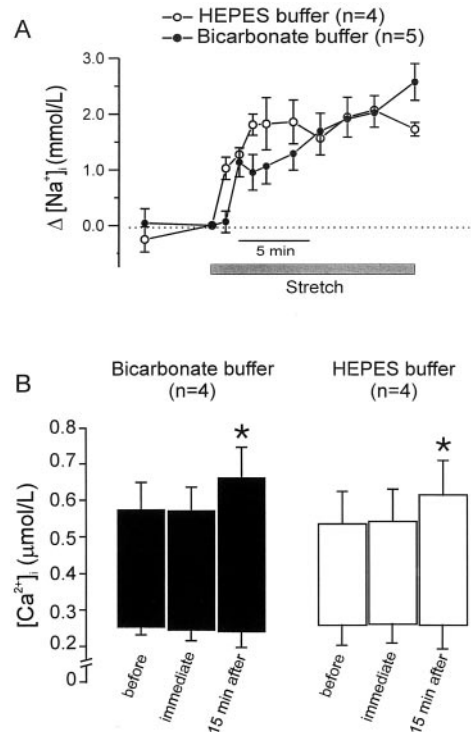 A
HEPES buffer (n=4)
Bicarbonate buffer (n=5)
Δ [Na⁺]ᵢ (mmol/L)
3.0
2.0
1.0
0.0
5 min
Stretch
B
Bicarbonate buffer
(n=4)
HEPES buffer
(n=4)
[Ca²⁺]ᵢ (μmol/L)
0.8
0.7
0.6
0.5
0.4
0.3
0.2
0
*
*
before
immediate
15 min after
before
immediate
15 min after